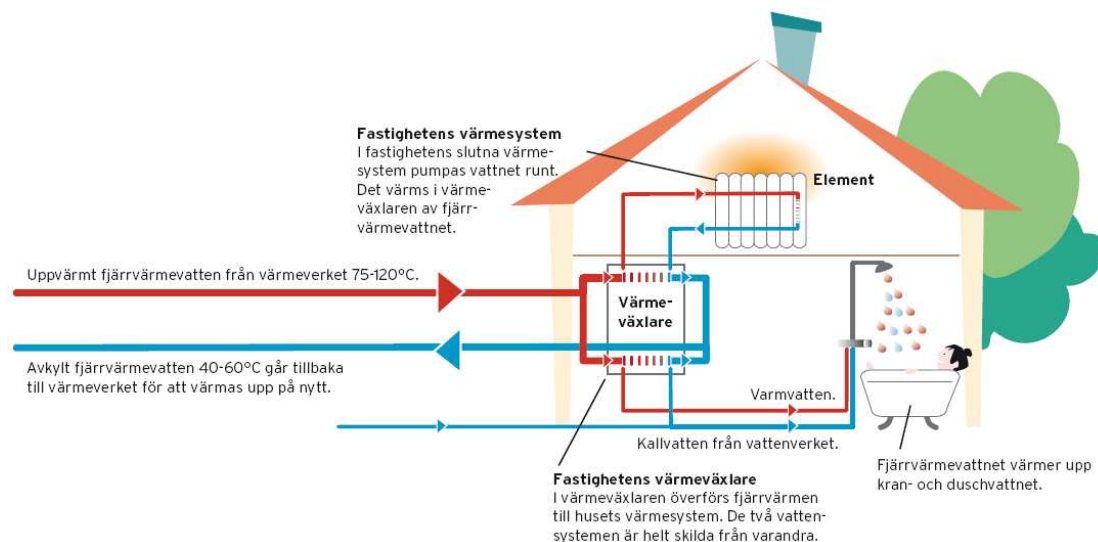 Fastighetens värmesystem
I fastighetens slutna värme-
system pumpas vattnet runt.
Det värms i värme-
växlaren av fjärr-
värmevattnet.
Element
Uppvärmt fjärrvärmevatten från värmeverket 75-120°C.
Värme-
växlare
Avkylt fjärrvärmevatten 40-60°C går tillbaka
till värmeverket för att värmas upp på nytt.
Varmvatten.
Kallvatten från vattenverket.
Fjärrvärmevattnet värmer upp
kran- och duschvattnet.
Fastighetens värmeväxlare
I värmeväxlaren överförs fjärrvärmen
till husets värmesystem. De två vatten-
systemen är helt skilda från varandra.